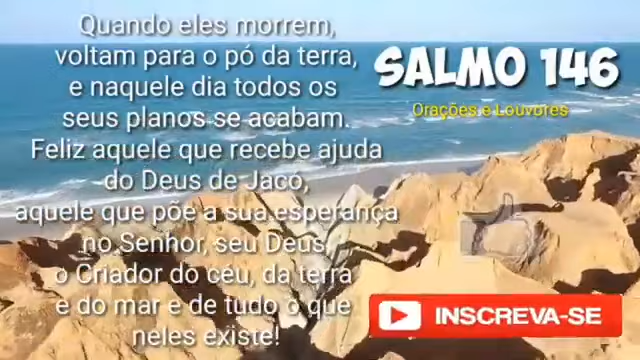 Quando eles morrem,
voltam para o pó da terra,
e naquele dia todos os
seus planos se acabam.
Feliz aquele que recebe ajuda
do Deus de Jacó,
aquele que põe a sua esperança
no Senhor, seu Deus,
o Criador do céu, da terra
e do mar e de tudo o que
neles existe!
SALMO 146
Orações e Louvores
INSCREVA-SE